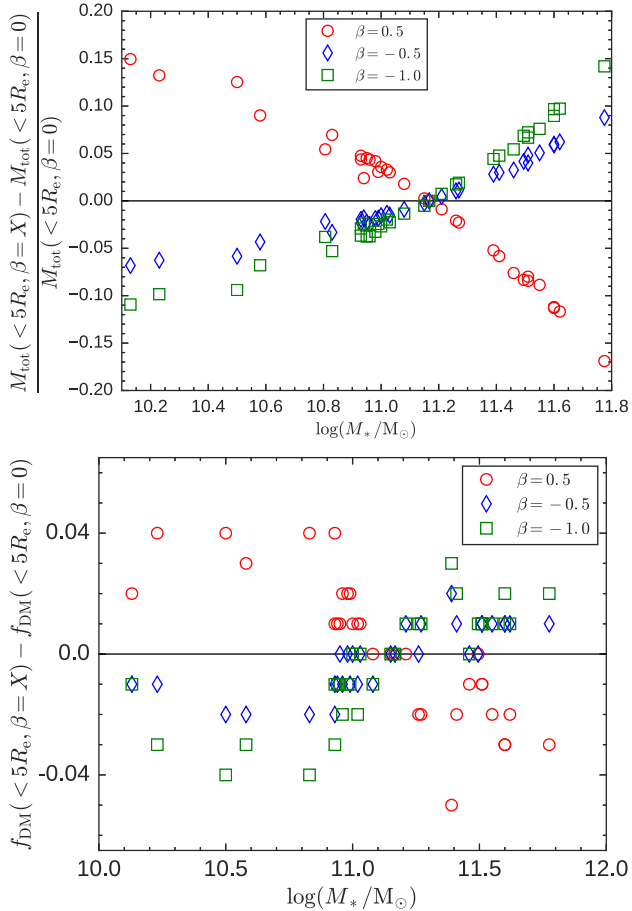 M_tot(< 5R_e, β = X) − M_tot(< 5R_e, β = 0)
M_tot(< 5R_e, β = 0)
0.20
0.15
0.10
0.05
0.00
−0.05
−0.10
−0.15
−0.20
β = 0.5
β = −0.5
β = −1.0
10.2 10.4 10.6 10.8 11.0 11.2 11.4 11.6 11.8
log(M_*/M_⊙)
f_DM(< 5R_e, β = X) − f_DM(< 5R_e, β = 0)
0.04
0.0
-0.04
β = 0.5
β = −0.5
β = −1.0
10.0 10.5 11.0 11.5 12.0
log(M_*/M_⊙)